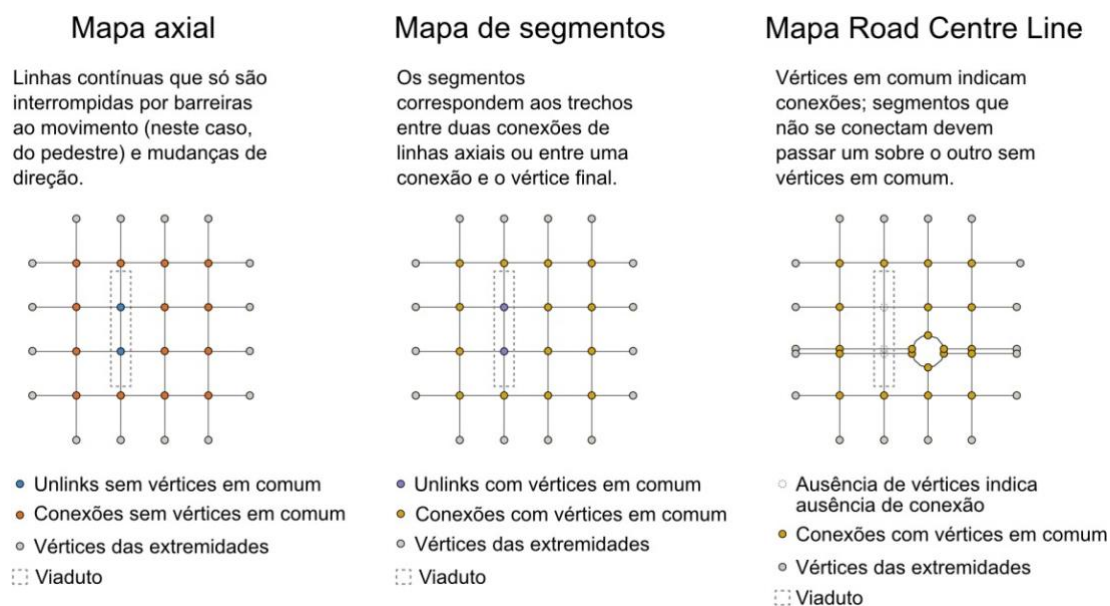 Mapa axial
Linhas contínuas que só são
interrompidas por barreiras
ao movimento (neste caso,
do pedestre) e mudanças de
direção.
Unlinks sem vértices em comum
Conexões sem vértices em comum
Vértices das extremidades
Viaduto
Mapa de segmentos
Os segmentos
correspondem aos trechos
entre duas conexões de
linhas axiais ou entre uma
conexão e o vértice final.
Unlinks com vértices em comum
Conexões com vértices em comum
Vértices das extremidades
Viaduto
Mapa Road Centre Line
Vértices em comum indicam
conexões; segmentos que
não se conectam devem
passar um sobre o outro sem
vértices em comum.
Ausência de vértices indica
ausência de conexão
Conexões com vértices em comum
Vértices das extremidades
Viaduto